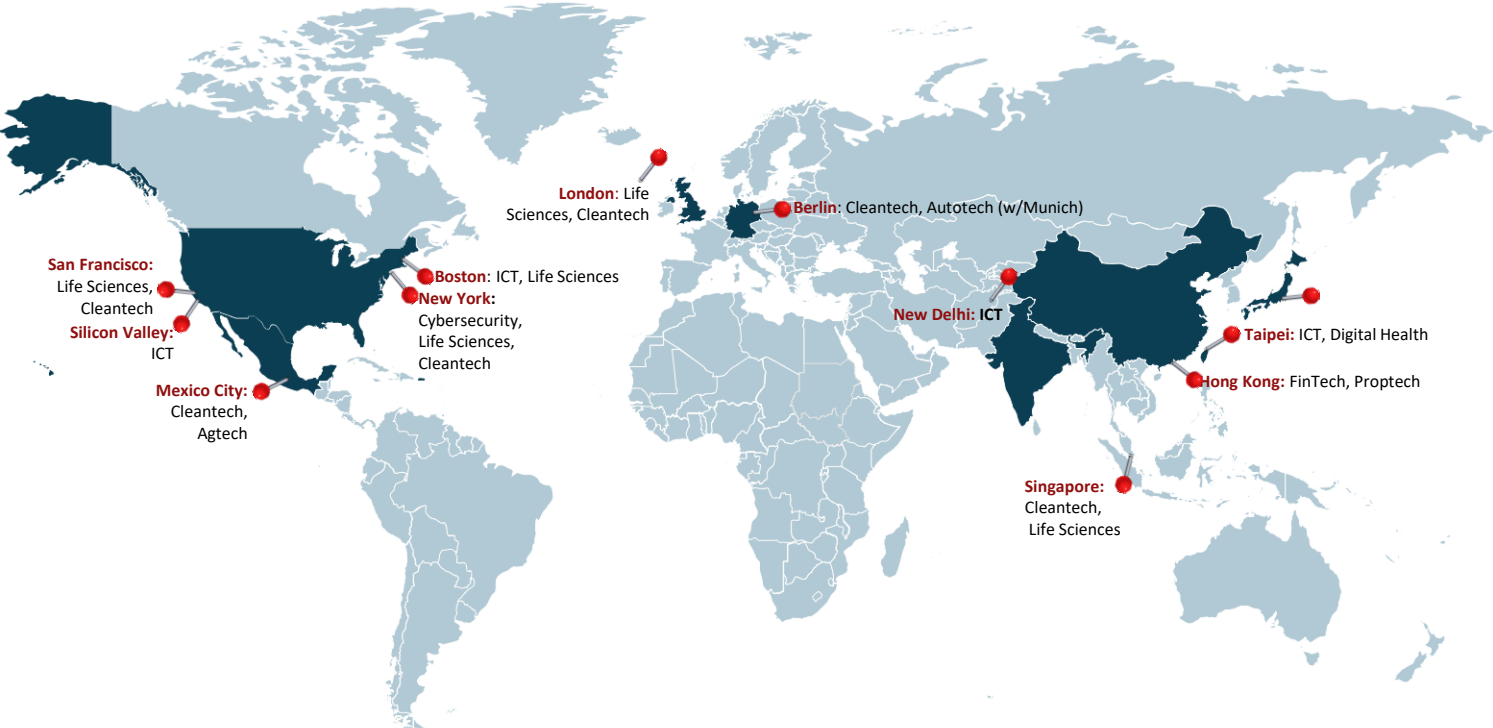 London: Life
Sciences, Cleantech
Berlin: Cleantech, Autotech (w/Munich)
San Francisco:
Life Sciences,
Cleantech
Silicon Valley:
ICT
Boston: ICT, Life Sciences
New York:
Cybersecurity,
Life Sciences,
Cleantech
Mexico City:
Cleantech,
Agtech
New Delhi: ICT
Taipei: ICT, Digital Health
Hong Kong: FinTech, Proptech
Singapore:
Cleantech,
Life Sciences